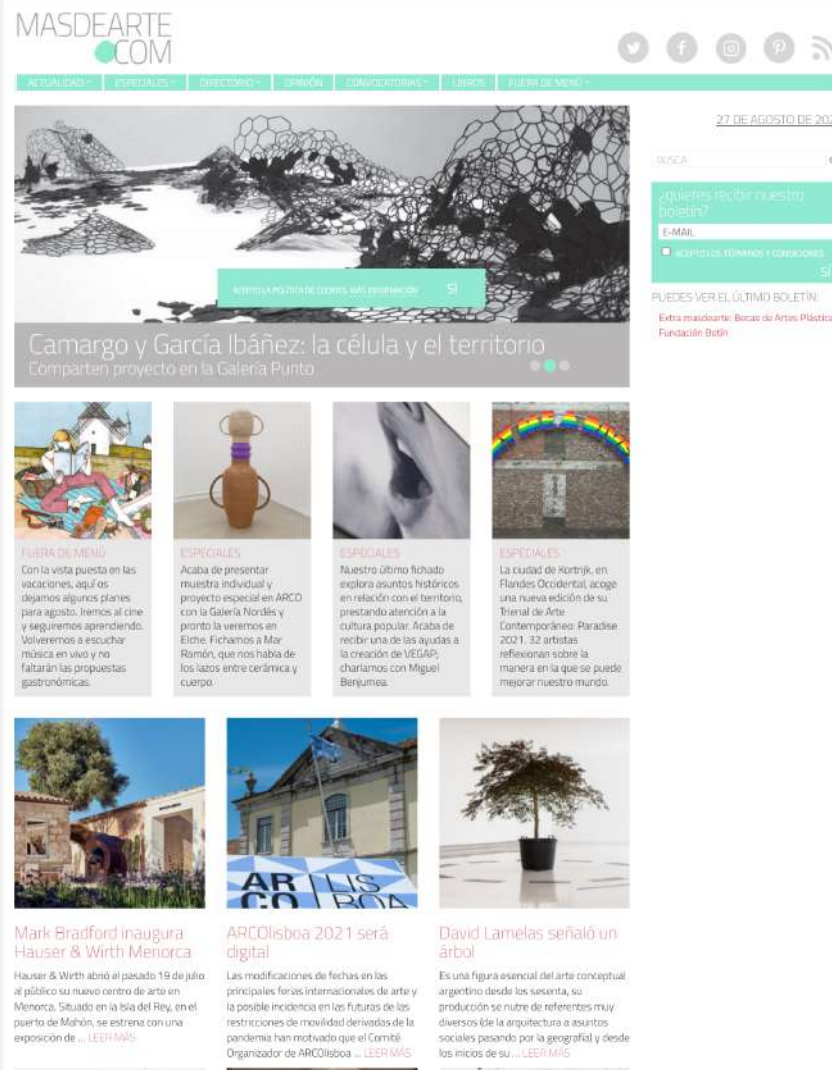 MASDEARTE
.COM
ACTUALIDAD
ESPECIALES
DIRECTORIO
OPINIÓN
CONVOCATORIAS
LIBROS
FUERA DE MENÚ
27 DE AGOSTO DE 202
BUSCA
¿quieres recibir nuestro
boletín?
E-MAIL
ACEPTO LOS TÉRMINOS Y CONDICIONES
SÍ
PUEDES VER EL ÚLTIMO BOLETÍN:
Extra masdearte: Becas de Artes Plástica
Fundación Botín
ACEPTO LA POLÍTICA DE COOKIES. MÁS INFORMACIÓN
SÍ
Camargo y García Ibáñez: la célula y el territorio
Comparten proyecto en la Galería Punto
FUERA DE MENÚ
Con la vista puesta en las
vacaciones, aquí os
dejamos algunos planes
para agosto. Iremos al cine
y seguiremos aprendiendo.
Volveremos a escuchar
música en vivo y no
faltarán las propuestas
gastronómicas.
ESPECIALES
Acaba de presentar
muestra individual y
proyecto especial en ARCO
con la Galería Nordés y
pronto la veremos en
Elche. Fichamos a Mar
Ramón, que nos habla de
los lazos entre cerámica y
cuerpo.
ESPECIALES
Nuestro último fichado
explora asuntos históricos
en relación con el territorio,
prestando atención a la
cultura popular. Acaba de
recibir una de las ayudas a
la creación de VEGAP;
charlamos con Miguel
Benjumea.
ESPECIALES
La ciudad de Kortrijk, en
Flandes Occidental, acoge
una nueva edición de su
Trienal de Arte
Contemporáneo: Paradise
2021. 32 artistas
reflexionan sobre la
manera en la que se puede
mejorar nuestro mundo.
AR LIS
CO BOA
Mark Bradford inaugura
Hauser & Wirth Menorca
Hauser & Wirth abrió el pasado 19 de julio
al público su nuevo centro de arte en
Menorca. Situado en la Isla del Rey, en el
puerto de Mahón, se estrena con una
exposición de ... LEER MÁS
ARCOlisboa 2021 será
digital
Las modificaciones de fechas en las
principales ferias internacionales de arte y
la posible incidencia en las futuras de las
restricciones de movilidad derivadas de la
pandemia han motivado que el Comité
Organizador de ARCOlisboa ... LEER MÁS
David Lamelas señaló un
árbol
Es una figura esencial del arte conceptual
argentino desde los sesenta, su
producción se nutre de referentes muy
diversos (de la arquitectura a asuntos
sociales pasando por la geografía) y desde
los inicios de su ... LEER MÁS